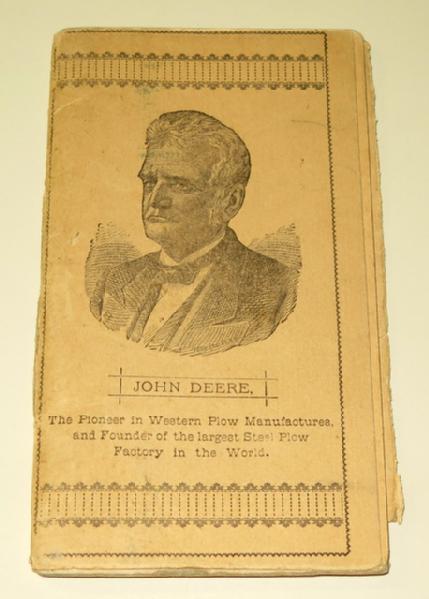 JOHN DEERE,
The Pioneer in Western Plow Manufactures,
and Founder of the largest Steel Plow
Factory in the World.